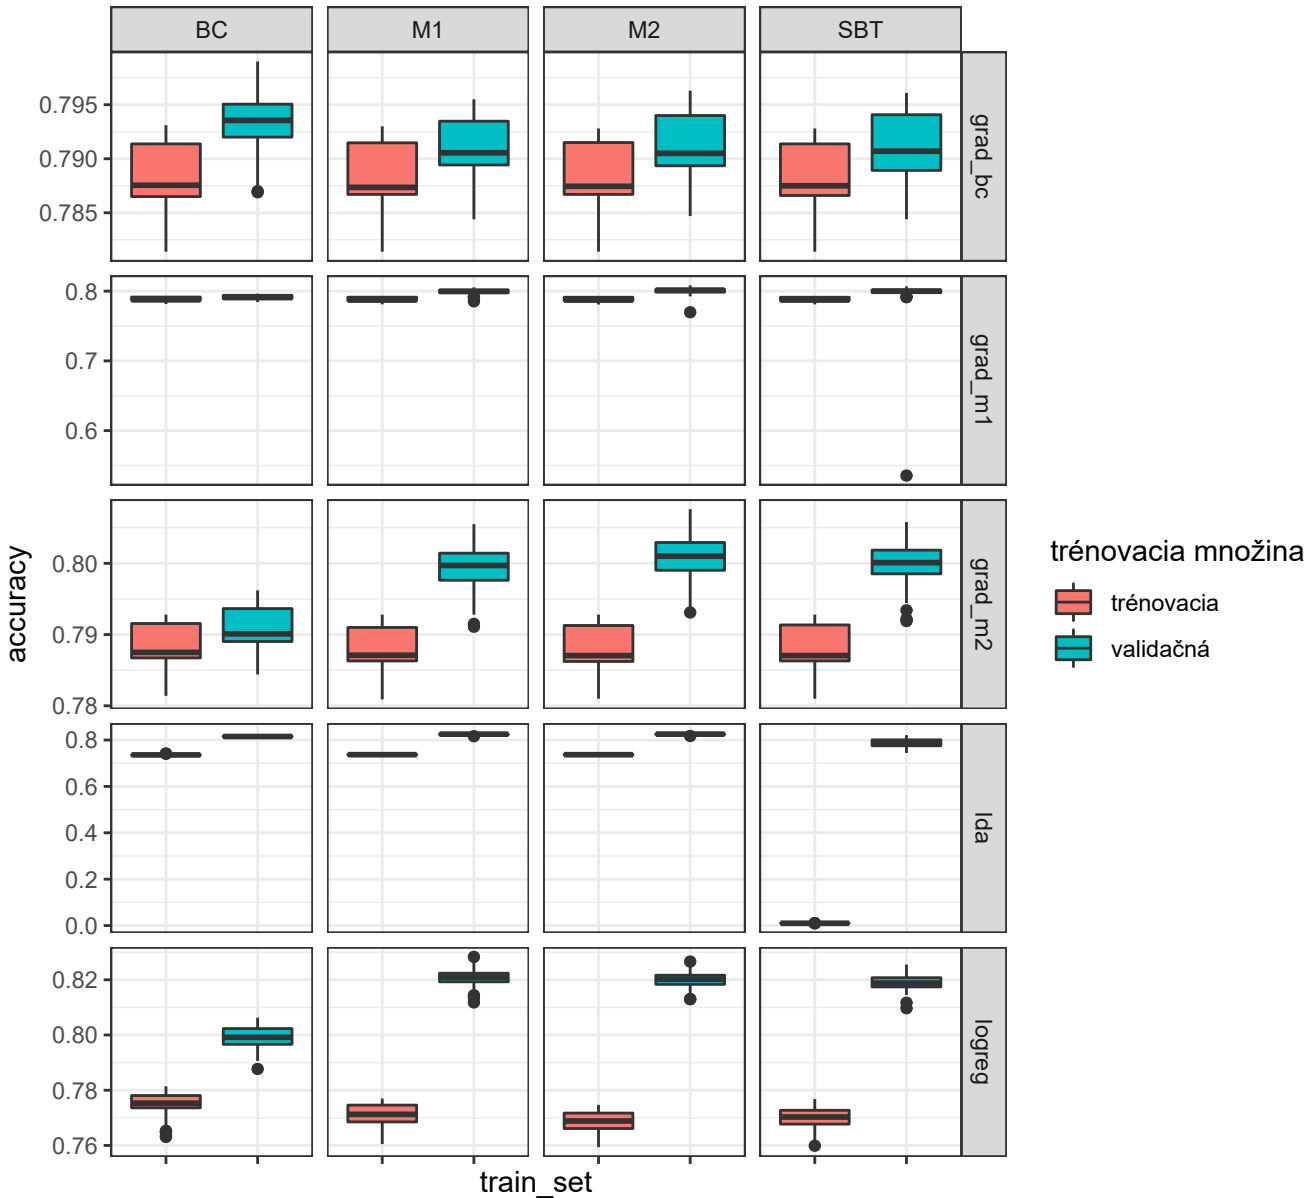 BC
M1
M2
SBT
0.795
0.790
0.785
grad_bc
0.8
0.7
0.6
grad_m1
0.80
0.79
0.78
grad_m2
0.8
0.6
0.4
0.2
0.0
lda
0.82
0.80
0.78
0.76
logreg
accuracy
train_set
trénovacia množina
trénovacia
validačná